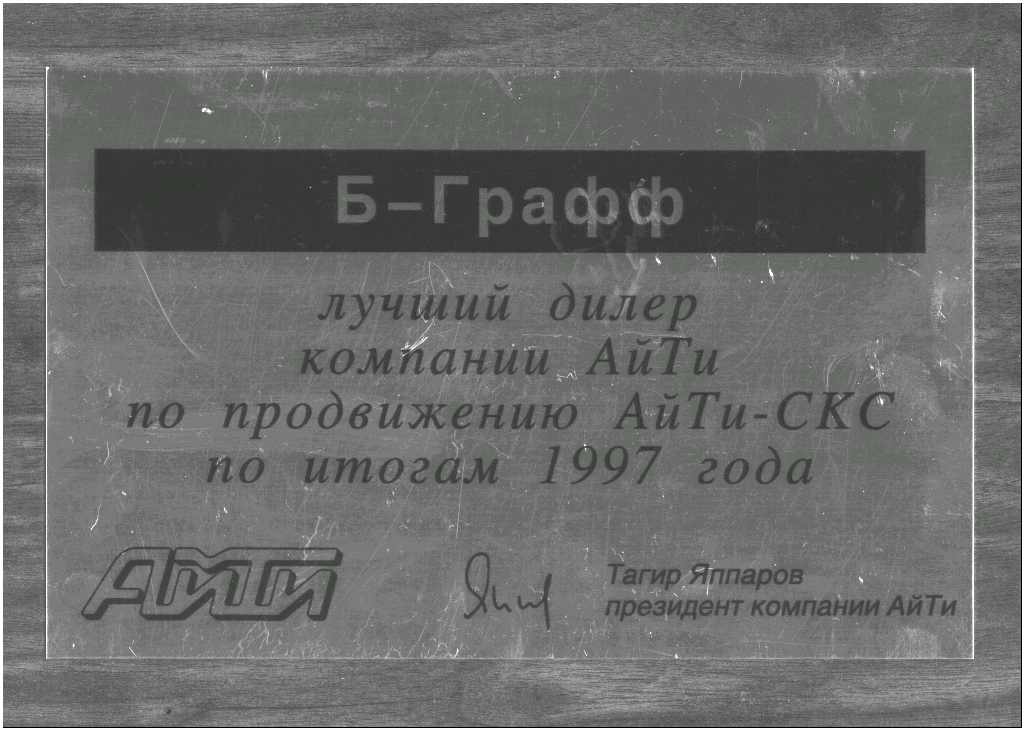 Б-Графф
лучший дилер
компании АйТи
по продвижению АйТи-СКС
по итогам 1997 года
АйТи
Тагир Яппаров
президент компании АйТи